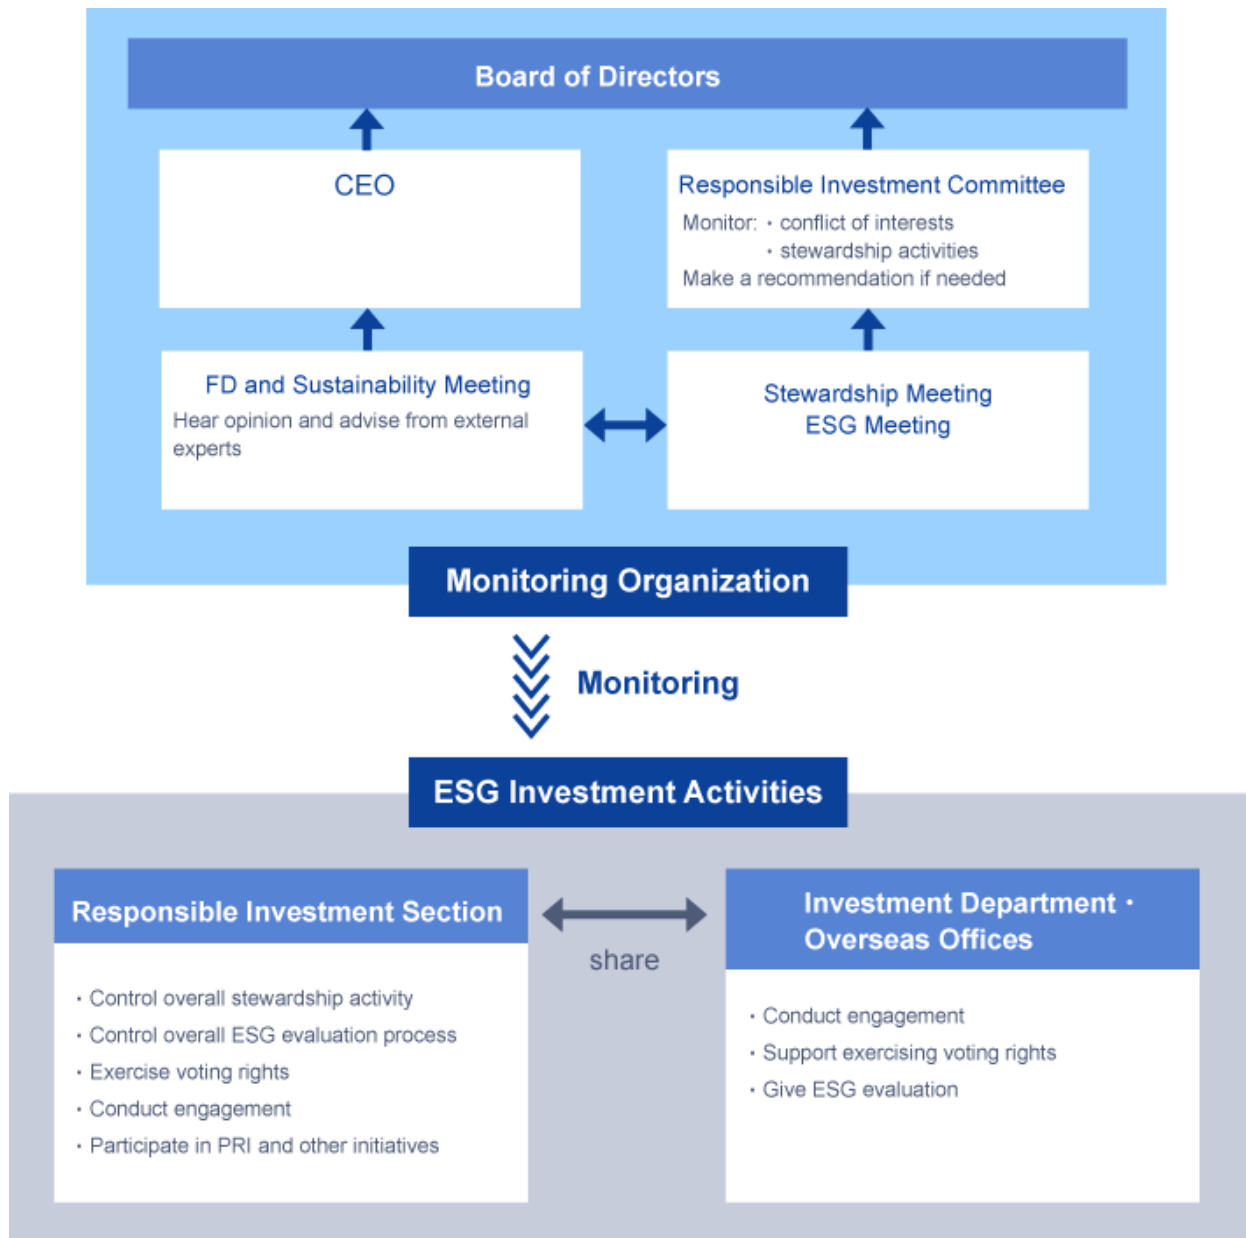 Board of Directors
CEO
Responsible Investment Committee
Monitor: ・conflict of interests
・stewardship activities
Make a recommendation if needed
FD and Sustainability Meeting
Hear opinion and advise from external
experts
Stewardship Meeting
ESG Meeting
Monitoring Organization
Monitoring
ESG Investment Activities
Responsible Investment Section
・Control overall stewardship activity
・Control overall ESG evaluation process
・Exercise voting rights
・Conduct engagement
・Participate in PRI and other initiatives
share
Investment Department・
Overseas Offices
・Conduct engagement
・Support exercising voting rights
・Give ESG evaluation